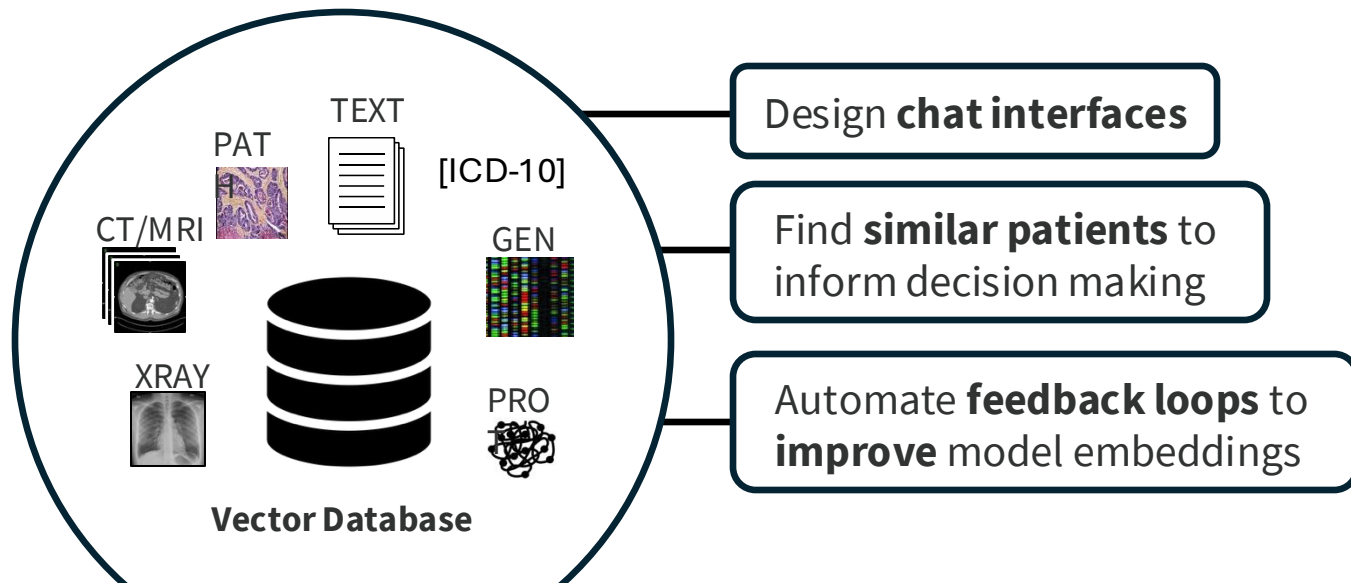 TEXT
PAT
H
[ICD-10]
CT/MRI
GEN
XRAY
PRO
Vector Database
Design chat interfaces
Find similar patients to
inform decision making
Automate feedback loops to
improve model embeddings